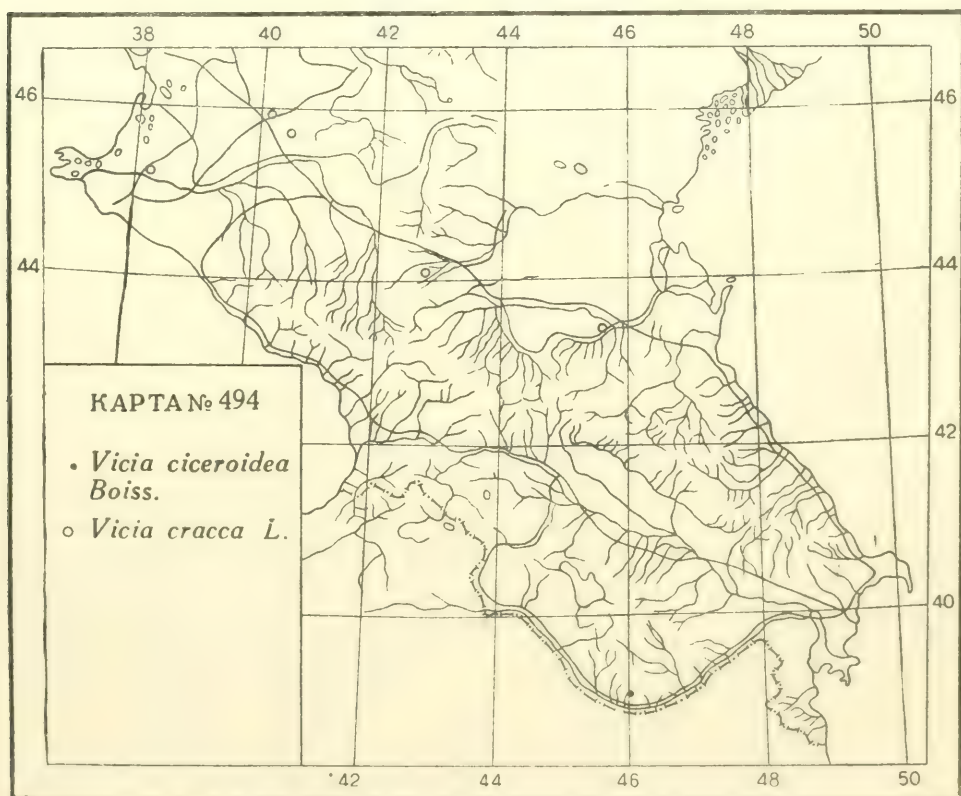 38 40 42 44 46 48 50
46 46
44 44
КАРТА № 494
• Vicia ciceroidea
Boiss.
○ Vicia cracca L.
42
40
42 44 46 48 50